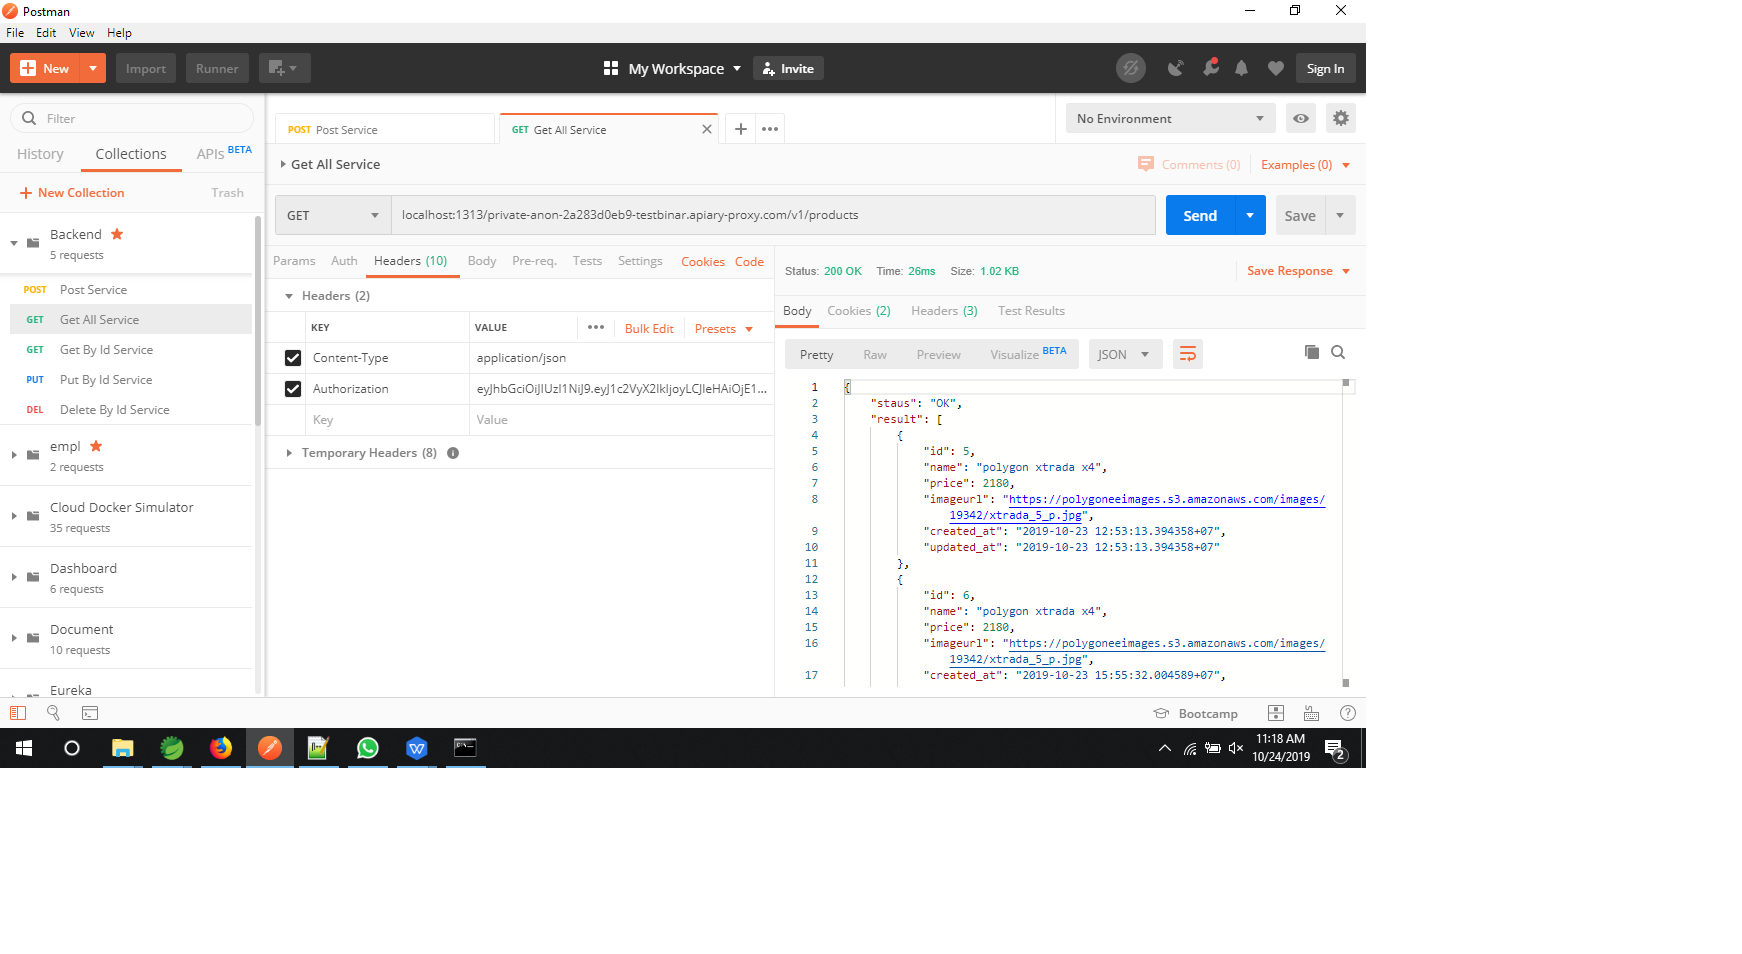 Postman
File Edit View Help
New
Import
Runner
My Workspace
Invite
Sign In
Filter
History
Collections
APIs BETA
New Collection
Trash
Backend
5 requests
POST Post Service
GET Get All Service
GET Get By Id Service
PUT Put By Id Service
DEL Delete By Id Service
empl
2 requests
Cloud Docker Simulator
35 requests
Dashboard
6 requests
Document
10 requests
Eureka
POST Post Service
GET Get All Service
No Environment
Get All Service
Comments (0)
Examples (0)
GET
localhost:1313/private-anon-2a283d0eb9-testbinar.apiary-proxy.com/v1/products
Send
Save
Params Auth Headers (10) Body Pre-req. Tests Settings Cookies Code
Headers (2)
KEY VALUE Bulk Edit Presets
Content-Type application/json
Key Value
Authorization
Temporary Headers (8)
Status: 200 OK Time: 26ms Size: 1.02 KB
Save Response
Body Cookies (2) Headers (3) Test Results
Pretty Raw Preview Visualize BETA JSON
1 {
2 "staus": "OK",
3 "result": [
4 {
5 "id": 5,
6 "name": "polygon xtrada x4",
7 "price": 2180,
8 "imageurl": "https://polygoneeimages.s3.amazonaws.com/images/
19342/xtrada_5_p.jpg",
9 "created_at": "2019-10-23 12:53:13.394358+07",
10 "updated_at": "2019-10-23 12:53:13.394358+07"
11 },
12 {
13 "id": 6,
14 "name": "polygon xtrada x4",
15 "price": 2180,
16 "imageurl": "https://polygoneeimages.s3.amazonaws.com/images/
19342/xtrada_5_p.jpg",
17 "created_at": "2019-10-23 15:55:32.004589+07",
Bootcamp
11:18 AM
10/24/2019
2